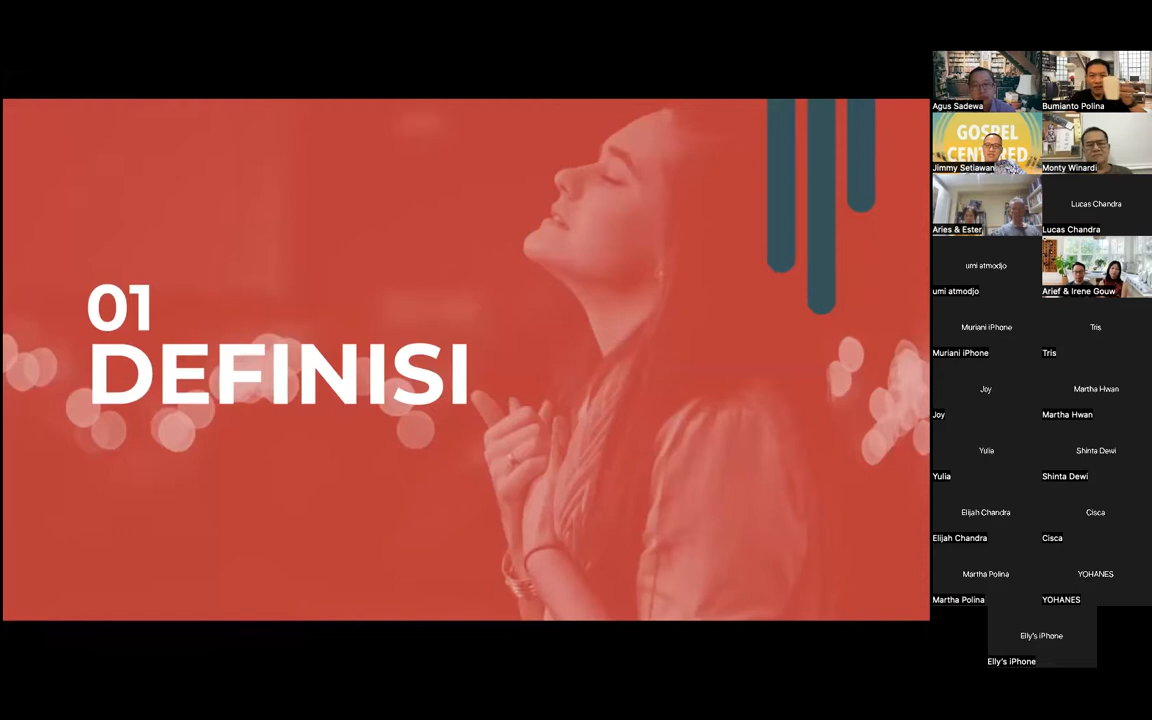 01
DEFINISI
Agus Sadewa
Bumianto Polina
GOSPEL
CENTERED
Jimmy Setiawan
Monty Winardi
Aries & Ester
Lucas Chandra
Lucas Chandra
umi atmodjo
umi atmodjo
Arief & Irene Gouw
Muriani iPhone
Muriani iPhone
Tris
Tris
Joy
Joy
Martha Hwan
Martha Hwan
Yulia
Yulia
Shinta Dewi
Shinta Dewi
Elijah Chandra
Elijah Chandra
Cisca
Cisca
Martha Polina
Martha Polina
YOHANES
YOHANES
Elly's iPhone
Elly's iPhone